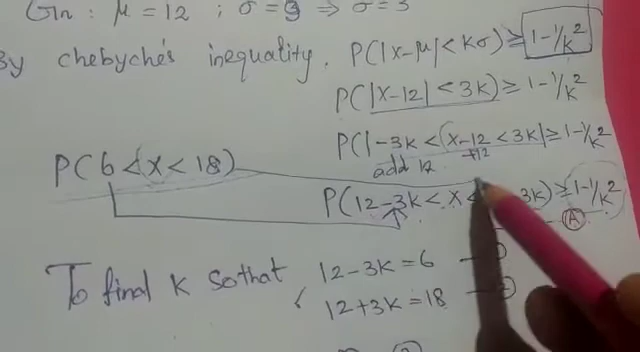 Gn: μ = 12 ; σ² = 9 ⇒ σ = 3
By chebyche's inequality, P(|X-μ| < Kσ) ≥ 1 - 1/K²
P(|X-12| < 3K) ≥ 1 - 1/K²
P(|-3K < (X-12 < 3K| ≥ 1 - 1/K²
+12
add 12
P(6 < X < 18)
P(12-3K < X < 3K) ≥ 1 - 1/K²
(A)
To final K so that 12-3K = 6
12+3K = 18